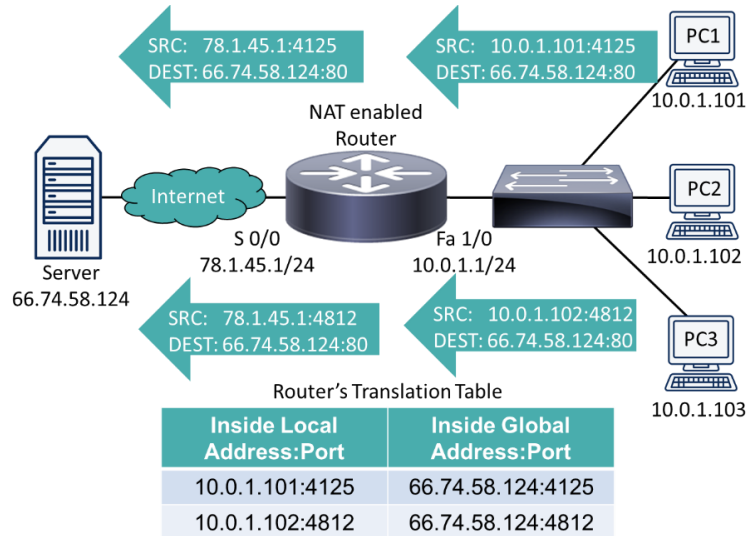 SRC: 78.1.45.1:4125
DEST: 66.74.58.124:80
SRC: 10.0.1.101:4125
DEST: 66.74.58.124:80
PC1
10.0.1.101
NAT enabled
Router
Internet
PC2
10.0.1.102
S 0/0
78.1.45.1/24
Fa 1/0
10.0.1.1/24
Server
66.74.58.124
SRC: 78.1.45.1:4812
DEST: 66.74.58.124:80
SRC: 10.0.1.102:4812
DEST: 66.74.58.124:80
PC3
10.0.1.103
Router's Translation Table
Inside Local Address:Port
Inside Global Address:Port
10.0.1.101:4125
66.74.58.124:4125
10.0.1.102:4812
66.74.58.124:4812